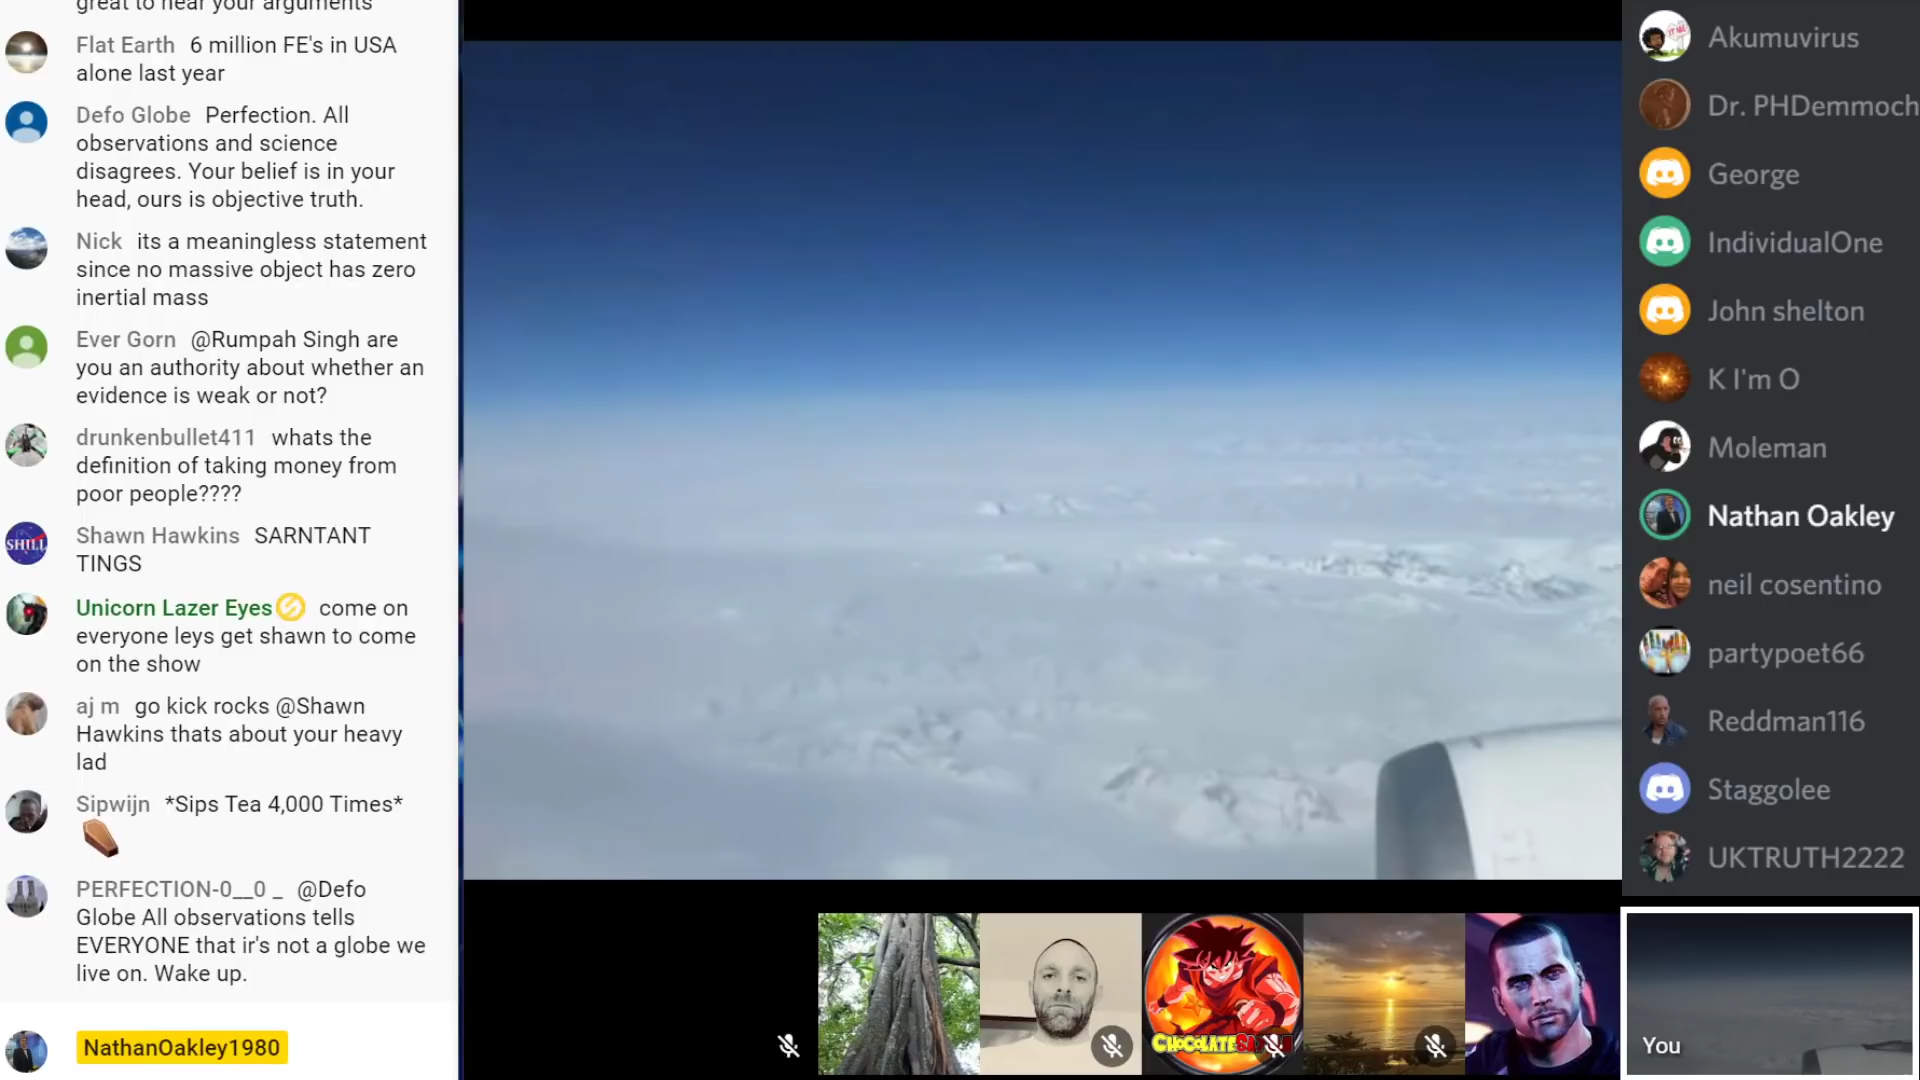 great to hear your arguments
Flat Earth 6 million FE's in USA
alone last year
Defo Globe Perfection. All
observations and science
disagrees. Your belief is in your
head, ours is objective truth.
Nick its a meaningless statement
since no massive object has zero
inertial mass
Ever Gorn @Rumpah Singh are
you an authority about whether an
evidence is weak or not?
drunkenbullet411 whats the
definition of taking money from
poor people????
SHILL
Shawn Hawkins SARNTANT
TINGS
Unicorn Lazer Eyes come on
everyone leys get shawn to come
on the show
aj m go kick rocks @Shawn
Hawkins thats about your heavy
lad
Sipwijn *Sips Tea 4,000 Times*
PERFECTION-0__0 _ @Defo
Globe All observations tells
EVERYONE that ir's not a globe we
live on. Wake up.
NathanOakley1980
Akumuvirus
Dr. PHDemmoch
George
IndividualOne
John shelton
K I'm O
Moleman
Nathan Oakley
neil cosentino
partypoet66
Reddman116
Staggolee
UKTRUTH2222
You